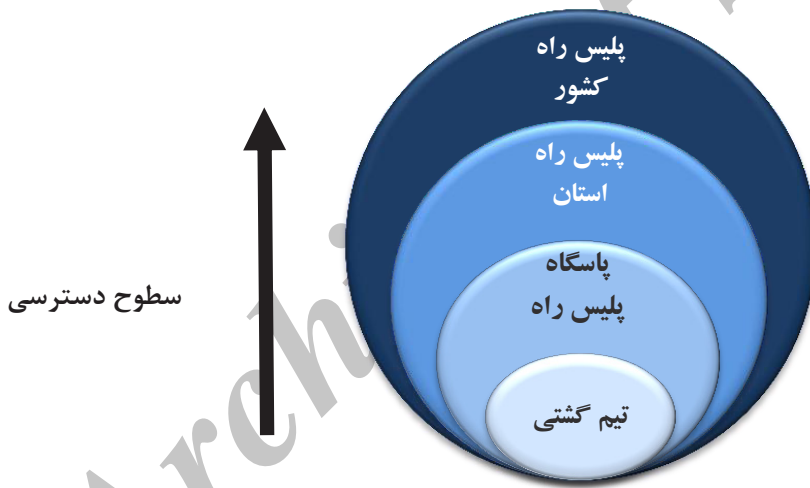 پلیس راه
کشور
پلیس راه
استان
پاسگاه
پلیس راه
تیم گشتی
سطوح دسترسی